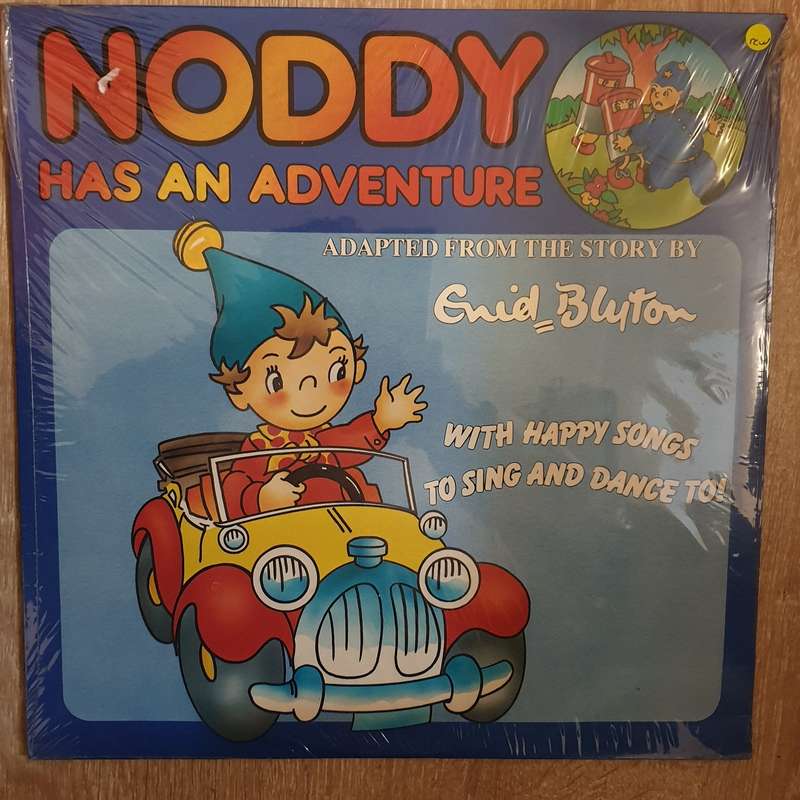 NODDY
HAS AN ADVENTURE
ADAPTED FROM THE STORY BY
Enid Blyton
WITH HAPPY SONGS
TO SING AND DANCE TO!